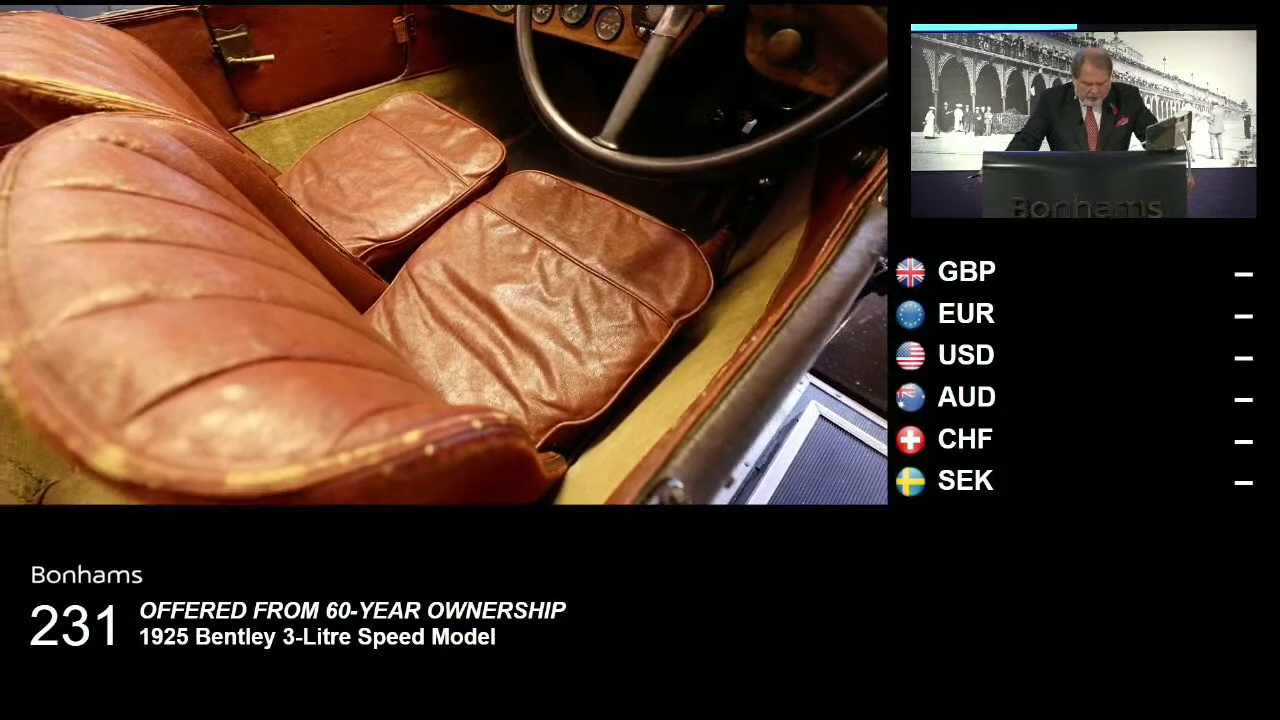 Bonhams
GBP –
EUR –
USD –
AUD –
CHF –
SEK –
Bonhams
231
OFFERED FROM 60-YEAR OWNERSHIP
1925 Bentley 3-Litre Speed Model